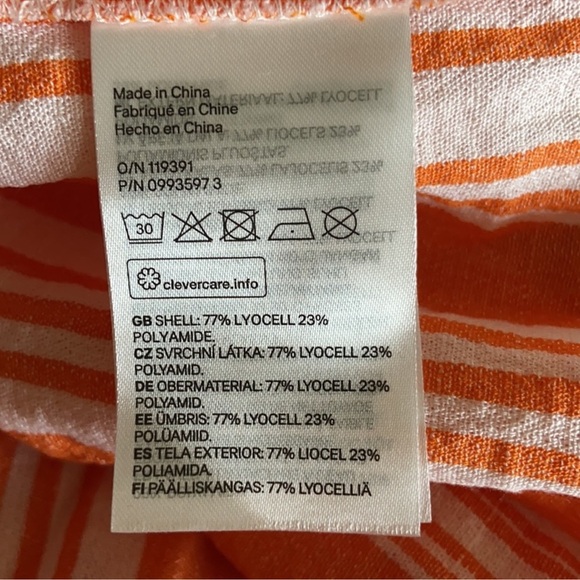 Made in China
Fabriqué en Chine
Hecho en China
O/N 119391
P/N 0993597 3
30
clevercare.info
GB SHELL: 77% LYOCELL 23%
POLYAMIDE.
CZ SVRCHNÍ LÁTKA: 77% LYOCELL 23%
POLYAMID.
DE OBERMATERIAL: 77% LYOCELL 23%
POLYAMID.
EE ÜMBRIS: 77% LYOCELL 23%
POLÜAMIID.
ES TELA EXTERIOR: 77% LIOCEL 23%
POLIAMIDA.
FI PÄÄLLISKANGAS: 77% LYOCELLIÄ